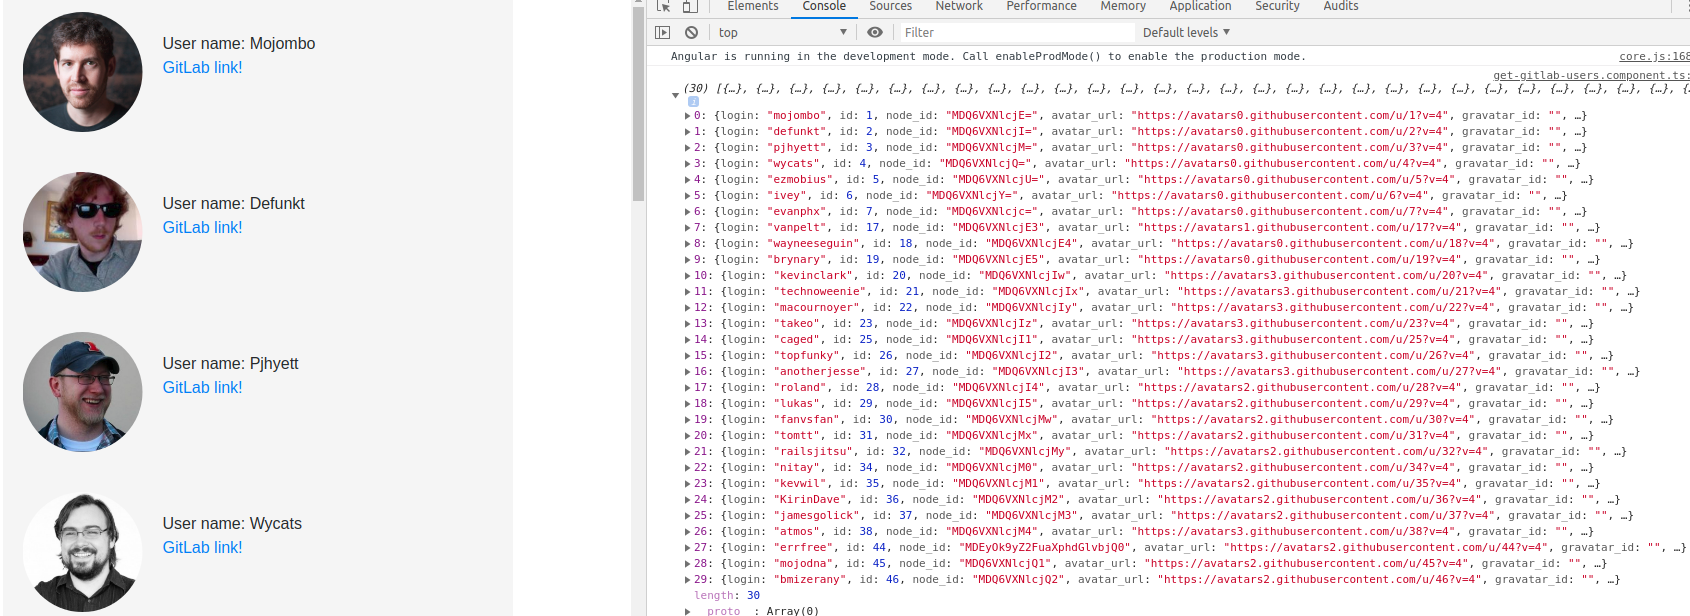 User name: Mojombo
GitLab link!
User name: Defunkt
GitLab link!
User name: Pjhyett
GitLab link!
User name: Wycats
GitLab link!
Elements Console Sources Network Performance Memory Application Security Audits
top Filter Default levels
Angular is running in the development mode. Call enableProdMode() to enable the production mode. core.js:168
get-gitlab-users.component.ts:
(30) [{…}, {…}, {…}, {…}, {…}, {…}, {…}, {…}, {…}, {…}, {…}, {…}, {…}, {…}, {…}, {…}, {…}, {…}, {…}, {…}, {…}, {…}, {…}, {…}, {…}, {…}, {…}, {…}, {…}, {…
i
0: {login: "mojombo", id: 1, node_id: "MDQ6VXNlcjE=", avatar_url: "https://avatars0.githubusercontent.com/u/1?v=4", gravatar_id: "", …}
1: {login: "defunkt", id: 2, node_id: "MDQ6VXNlcjI=", avatar_url: "https://avatars0.githubusercontent.com/u/2?v=4", gravatar_id: "", …}
2: {login: "pjhyett", id: 3, node_id: "MDQ6VXNlcjM=", avatar_url: "https://avatars0.githubusercontent.com/u/3?v=4", gravatar_id: "", …}
3: {login: "wycats", id: 4, node_id: "MDQ6VXNlcjQ=", avatar_url: "https://avatars0.githubusercontent.com/u/4?v=4", gravatar_id: "", …}
4: {login: "ezmobius", id: 5, node_id: "MDQ6VXNlcjU=", avatar_url: "https://avatars0.githubusercontent.com/u/5?v=4", gravatar_id: "", …}
5: {login: "ivey", id: 6, node_id: "MDQ6VXNlcjY=", avatar_url: "https://avatars0.githubusercontent.com/u/6?v=4", gravatar_id: "", …}
6: {login: "evanphx", id: 7, node_id: "MDQ6VXNlcjc=", avatar_url: "https://avatars0.githubusercontent.com/u/7?v=4", gravatar_id: "", …}
7: {login: "vanpelt", id: 17, node_id: "MDQ6VXNlcjE3", avatar_url: "https://avatars1.githubusercontent.com/u/17?v=4", gravatar_id: "", …}
8: {login: "wayneeseguin", id: 18, node_id: "MDQ6VXNlcjE4", avatar_url: "https://avatars0.githubusercontent.com/u/18?v=4", gravatar_id: "", …}
9: {login: "brynary", id: 19, node_id: "MDQ6VXNlcjE5", avatar_url: "https://avatars0.githubusercontent.com/u/19?v=4", gravatar_id: "", …}
10: {login: "kevinclark", id: 20, node_id: "MDQ6VXNlcjIw", avatar_url: "https://avatars3.githubusercontent.com/u/20?v=4", gravatar_id: "", …}
11: {login: "technoweenie", id: 21, node_id: "MDQ6VXNlcjIx", avatar_url: "https://avatars3.githubusercontent.com/u/21?v=4", gravatar_id: "", …}
12: {login: "macournoyer", id: 22, node_id: "MDQ6VXNlcjIy", avatar_url: "https://avatars3.githubusercontent.com/u/22?v=4", gravatar_id: "", …}
13: {login: "takeo", id: 23, node_id: "MDQ6VXNlcjIz", avatar_url: "https://avatars3.githubusercontent.com/u/23?v=4", gravatar_id: "", …}
14: {login: "caged", id: 25, node_id: "MDQ6VXNlcjI1", avatar_url: "https://avatars3.githubusercontent.com/u/25?v=4", gravatar_id: "", …}
15: {login: "topfunky", id: 26, node_id: "MDQ6VXNlcjI2", avatar_url: "https://avatars3.githubusercontent.com/u/26?v=4", gravatar_id: "", …}
16: {login: "anotherjesse", id: 27, node_id: "MDQ6VXNlcjI3", avatar_url: "https://avatars3.githubusercontent.com/u/27?v=4", gravatar_id: "", …}
17: {login: "roland", id: 28, node_id: "MDQ6VXNlcjI4", avatar_url: "https://avatars2.githubusercontent.com/u/28?v=4", gravatar_id: "", …}
18: {login: "lukas", id: 29, node_id: "MDQ6VXNlcjI5", avatar_url: "https://avatars2.githubusercontent.com/u/29?v=4", gravatar_id: "", …}
19: {login: "fanvsfan", id: 30, node_id: "MDQ6VXNlcjMw", avatar_url: "https://avatars2.githubusercontent.com/u/30?v=4", gravatar_id: "", …}
20: {login: "tomtt", id: 31, node_id: "MDQ6VXNlcjMx", avatar_url: "https://avatars2.githubusercontent.com/u/31?v=4", gravatar_id: "", …}
21: {login: "railsjitsu", id: 32, node_id: "MDQ6VXNlcjMy", avatar_url: "https://avatars2.githubusercontent.com/u/32?v=4", gravatar_id: "", …}
22: {login: "nitay", id: 34, node_id: "MDQ6VXNlcjM0", avatar_url: "https://avatars2.githubusercontent.com/u/34?v=4", gravatar_id: "", …}
23: {login: "kevwil", id: 35, node_id: "MDQ6VXNlcjM1", avatar_url: "https://avatars2.githubusercontent.com/u/35?v=4", gravatar_id: "", …}
24: {login: "KirinDave", id: 36, node_id: "MDQ6VXNlcjM2", avatar_url: "https://avatars2.githubusercontent.com/u/36?v=4", gravatar_id: "", …}
25: {login: "jamesgolick", id: 37, node_id: "MDQ6VXNlcjM3", avatar_url: "https://avatars2.githubusercontent.com/u/37?v=4", gravatar_id: "", …}
26: {login: "atmos", id: 38, node_id: "MDQ6VXNlcjM4", avatar_url: "https://avatars3.githubusercontent.com/u/38?v=4", gravatar_id: "", …}
27: {login: "errfree", id: 44, node_id: "MDEyOk9yZ2FuaXphdGlvbjQ0", avatar_url: "https://avatars2.githubusercontent.com/u/44?v=4", gravatar_id: "", …}
28: {login: "mojodna", id: 45, node_id: "MDQ6VXNlcjQ1", avatar_url: "https://avatars2.githubusercontent.com/u/45?v=4", gravatar_id: "", …}
29: {login: "bmizerany", id: 46, node_id: "MDQ6VXNlcjQ2", avatar_url: "https://avatars2.githubusercontent.com/u/46?v=4", gravatar_id: "", …}
length: 30
proto : Array(0)